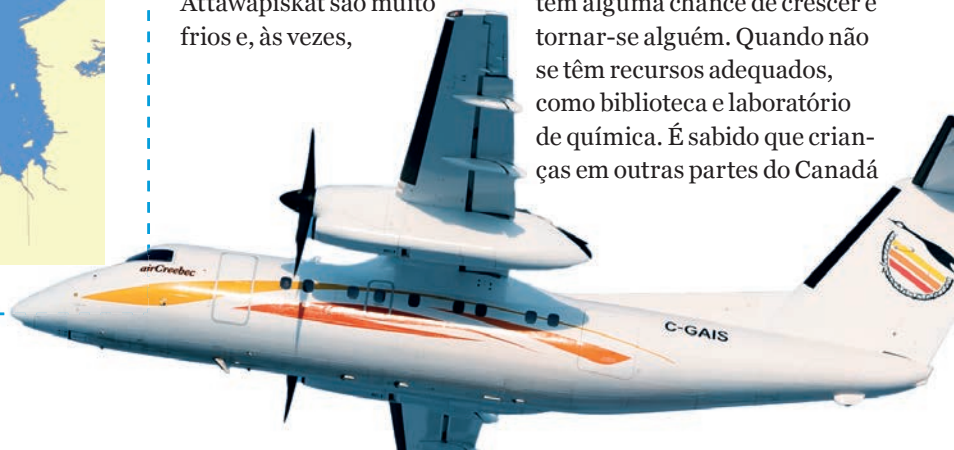 Attawapiskat são muito
frios e, às vezes,
têm alguma chance de crescer e
tornar-se alguém. Quando não
se têm recursos adequados,
como biblioteca e laboratório
de química. É sabido que crian-
ças em outras partes do Canadá
airCreebec
C-GAIS